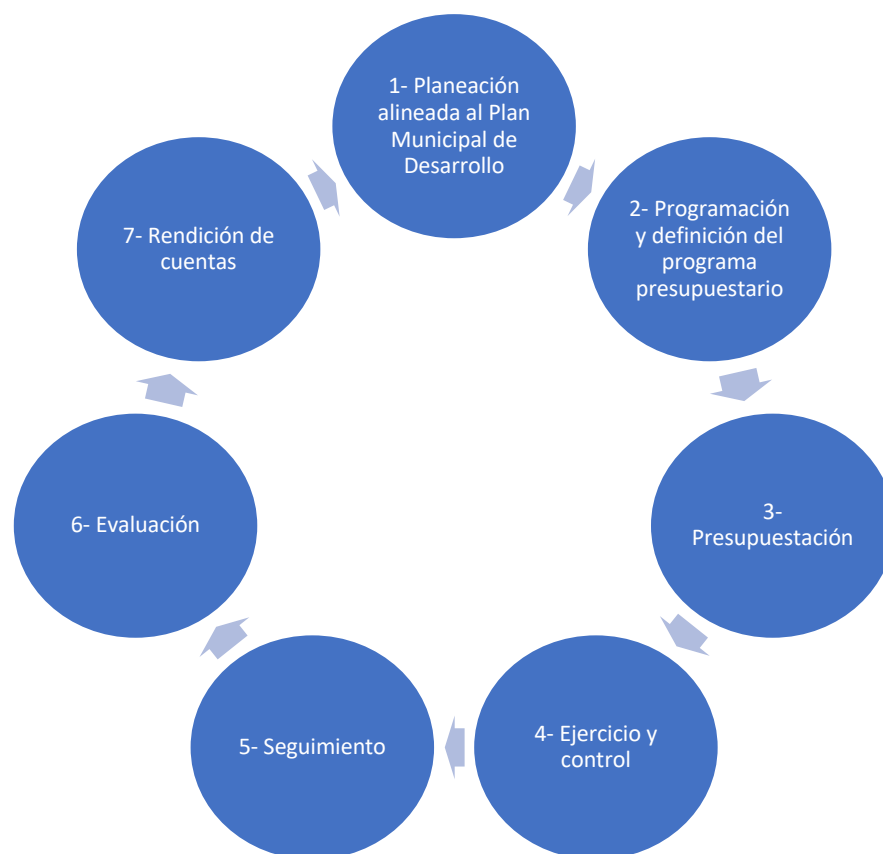 1- Planeación
alineada al Plan
Municipal de
Desarrollo
2- Programación
y definición del
programa
presupuestario
3-
Presupuestación
4- Ejercicio y
control
5- Seguimiento
6- Evaluación
7- Rendición de
cuentas